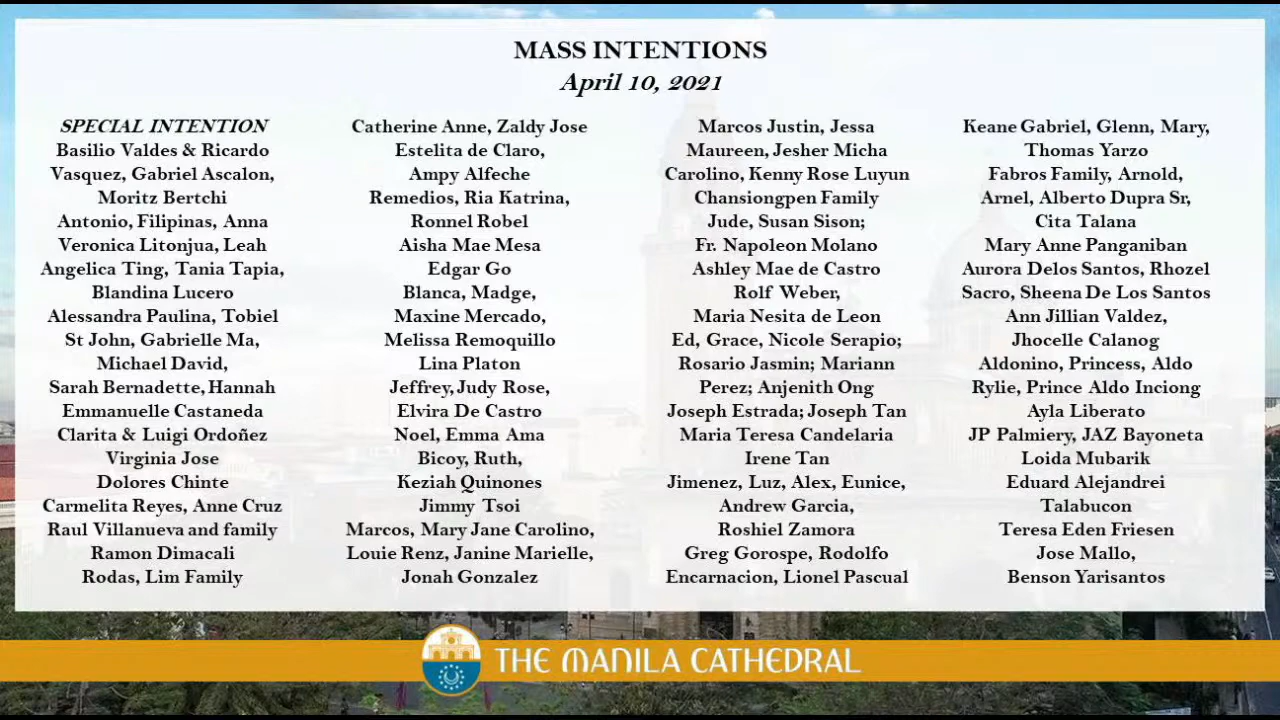 MASS INTENTIONS
April 10, 2021
SPECIAL INTENTION
Basilio Valdes & Ricardo
Vasquez, Gabriel Ascalon,
Moritz Bertchi
Antonio, Filipinas, Anna
Veronica Litonjua, Leah
Angelica Ting, Tania Tapia,
Blandina Lucero
Alessandra Paulina, Tobiel
St John, Gabrielle Ma,
Michael David,
Sarah Bernadette, Hannah
Emmanuelle Castaneda
Clarita & Luigi Ordoñez
Virginia Jose
Dolores Chinte
Carmelita Reyes, Anne Cruz
Raul Villanueva and family
Ramon Dimacali
Rodas, Lim Family
Catherine Anne, Zaldy Jose
Estelita de Claro,
Ampy Alfeche
Remedios, Ria Katrina,
Ronnel Robel
Aisha Mae Mesa
Edgar Go
Blanca, Madge,
Maxine Mercado,
Melissa Remoquillo
Lina Platon
Jeffrey, Judy Rose,
Elvira De Castro
Noel, Emma Ama
Bicoy, Ruth,
Keziah Quinones
Jimmy Tsoi
Marcos, Mary Jane Carolino,
Louie Renz, Janine Marielle,
Jonah Gonzalez
Marcos Justin, Jessa
Maureen, Jesher Micha
Carolino, Kenny Rose Luyun
Chansiongpen Family
Jude, Susan Sison;
Fr. Napoleon Molano
Ashley Mae de Castro
Rolf Weber,
Maria Nesita de Leon
Ed, Grace, Nicole Serapio;
Rosario Jasmin; Mariann
Perez; Anjenith Ong
Joseph Estrada; Joseph Tan
Maria Teresa Candelaria
Irene Tan
Jimenez, Luz, Alex, Eunice,
Andrew Garcia,
Roshiel Zamora
Greg Gorospe, Rodolfo
Encarnacion, Lionel Pascual
Keane Gabriel, Glenn, Mary,
Thomas Yarzo
Fabros Family, Arnold,
Arnel, Alberto Dupra Sr,
Cita Talana
Mary Anne Panganiban
Aurora Delos Santos, Rhozel
Sacro, Sheena De Los Santos
Ann Jillian Valdez,
Jhocelle Calanog
Aldonino, Princess, Aldo
Rylie, Prince Aldo Inciong
Ayla Liberato
JP Palmiery, JAZ Bayoneta
Loida Mubarik
Eduard Alejandrei
Talabucon
Teresa Eden Friesen
Jose Mallo,
Benson Yarisantos
THE MANILA CATHEDRAL